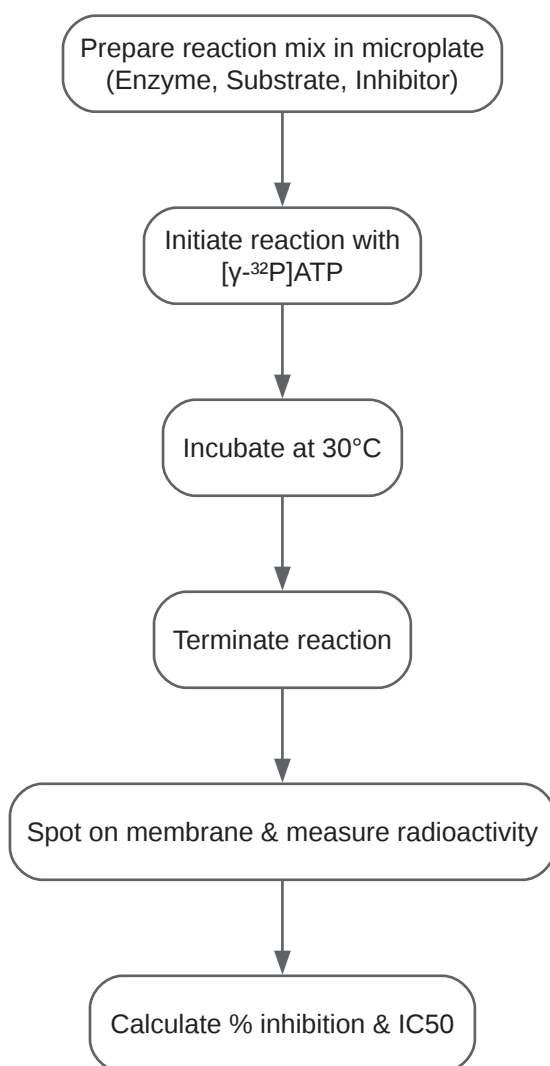 Prepare reaction mix in microplate
(Enzyme, Substrate, Inhibitor)
Initiate reaction with
[γ-³²P]ATP
Incubate at 30°C
Terminate reaction
Spot on membrane & measure radioactivity
Calculate % inhibition & IC50